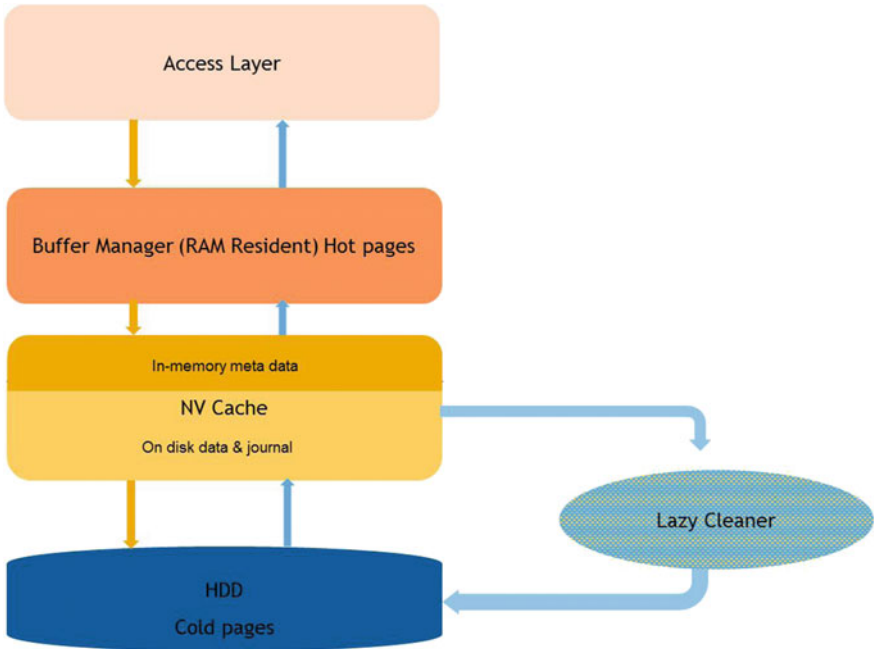 Access Layer
Buffer Manager (RAM Resident) Hot pages
In-memory meta data
NV Cache
On disk data & journal
Lazy Cleaner
HDD
Cold pages